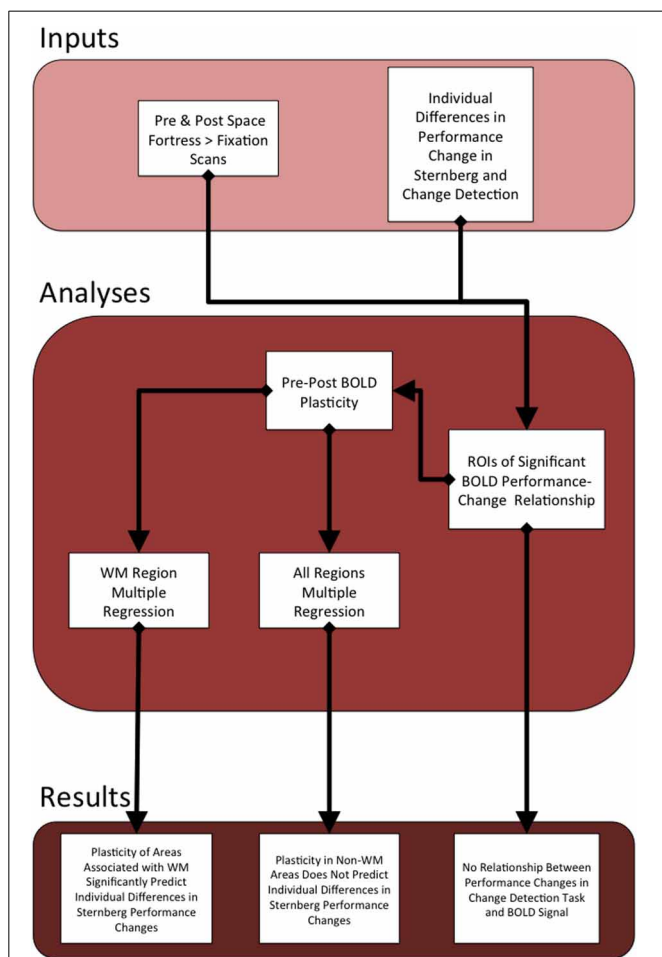 Inputs
Pre & Post Space
Fortress > Fixation
Scans
Individual
Differences in
Performance
Change in
Sternberg and
Change Detection
Analyses
Pre-Post BOLD
Plasticity
ROIs of Significant
BOLD Performance-
Change Relationship
WM Region
Multiple
Regression
All Regions
Multiple
Regression
Results
Plasticity of Areas
Associated with WM
Significantly Predict
Individual Differences in
Sternberg Performance
Changes
Plasticity in Non-WM
Areas Does Not Predict
Individual Differences in
Sternberg Performance
Changes
No Relationship Between
Performance Changes in
Change Detection Task
and BOLD Signal